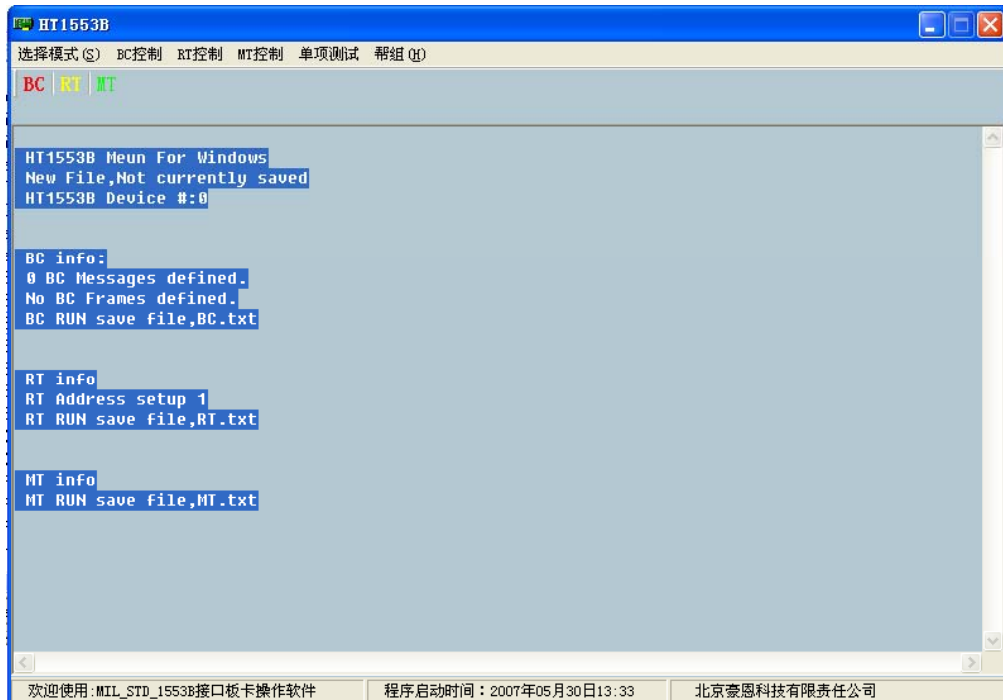 HT1553B
选择模式(S) BC控制 RT控制 MT控制 单项测试 帮组(H)
BC RT MT
HT1553B Meun For Windows
New File,Not currently saved
HT1553B Device #:0
BC info:
0 BC Messages defined.
No BC Frames defined.
BC RUN save file,BC.txt
RT info
RT Address setup 1
RT RUN save file,RT.txt
MT info
MT RUN save file,MT.txt
欢迎使用:MIL_STD_1553B接口板卡操作软件 程序启动时间：2007年05月30日13:33 北京豪恩科技有限责任公司